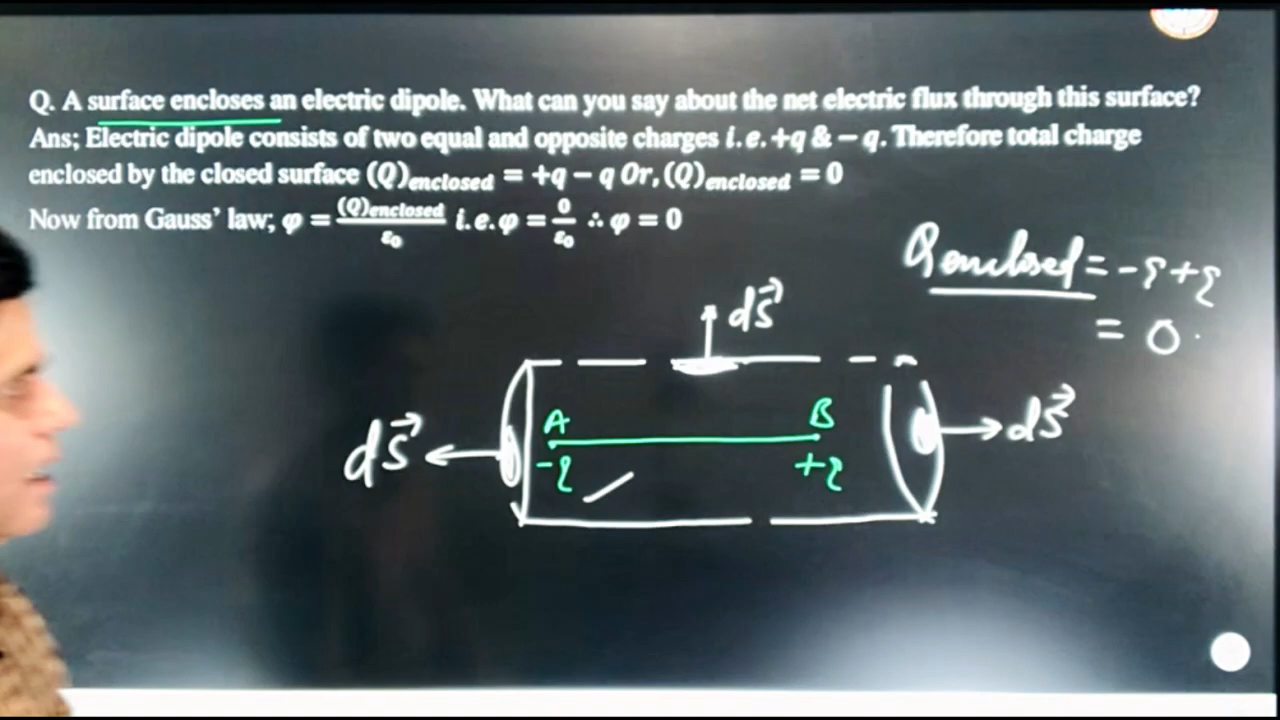 Q. A surface encloses an electric dipole. What can you say about the net electric flux through this surface?
Ans; Electric dipole consists of two equal and opposite charges i.e.+q & − q. Therefore total charge
enclosed by the closed surface (Q)enclosed = +q − q Or, (Q)enclosed = 0
Now from Gauss' law; φ = (Q)enclosed/ε₀ i.e.φ = 0/ε₀ ∴ φ = 0
Qenclosed = -q+q
= 0.
dS⃗
A B
dS⃗ dS⃗
-q +q